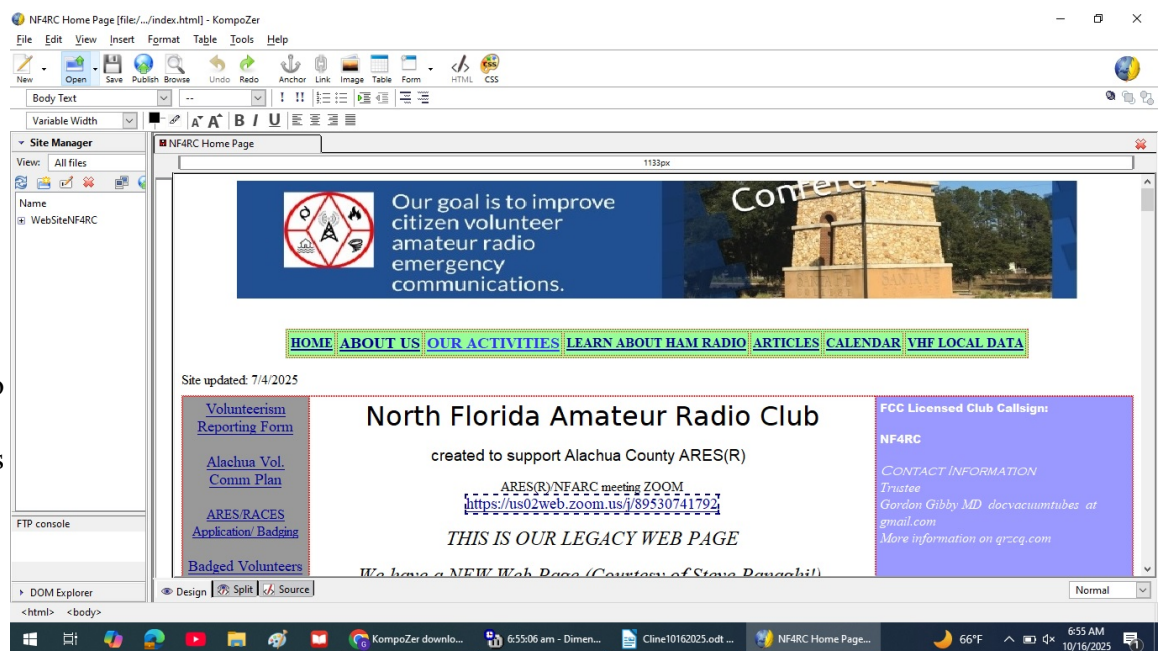 NF4RC Home Page [file:/.../index.html] - KompoZer
File Edit View Insert Format Table Tools Help
New Open Save Publish Browse Undo Redo Anchor Link Image Table Form HTML CSS
Body Text --
Variable Width
Site Manager
NF4RC Home Page
View: All files
1133px
Name
WebSiteNF4RC
Our goal is to improve
citizen volunteer
amateur radio
emergency
communications.
HOME ABOUT US OUR ACTIVITIES LEARN ABOUT HAM RADIO ARTICLES CALENDAR VHF LOCAL DATA
Site updated: 7/4/2025
Volunteerism
Reporting Form
Alachua Vol.
Comm Plan
ARES/RACES
Application/ Badging
Badged Volunteers
North Florida Amateur Radio Club
created to support Alachua County ARES(R)
ARES(R)/NFARC meeting ZOOM
https://us02web.zoom.us/j/89530741792
THIS IS OUR LEGACY WEB PAGE
We have a NEW Web Page (Courtesy of Steve
FCC Licensed Club Callsign:
NF4RC
CONTACT INFORMATION
Trustee
Gordon Gibby MD docvacuumtubes at
gmail.com
More information on qrzcq.com
FTP console
DOM Explorer
Design Split Source
Normal
<html> <body>
KompoZer downlo... 6:55:06 am - Dimen... Cline10162025.odt ... NF4RC Home Page... 66°F
6:55 AM
10/16/2025